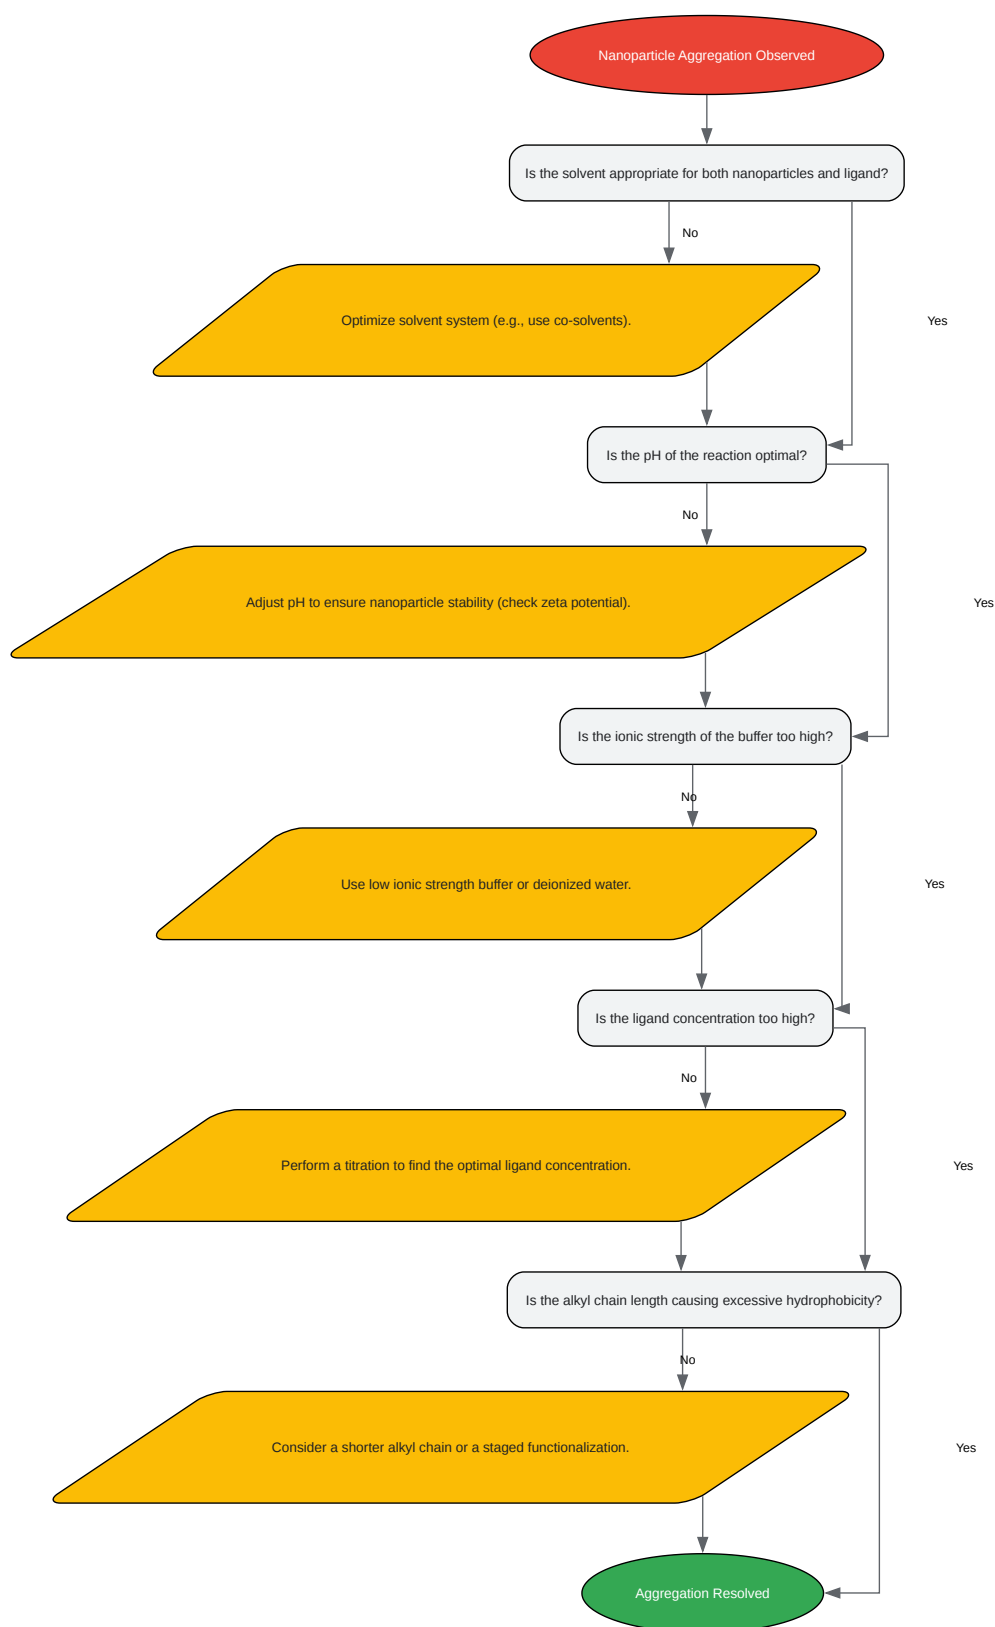 Nanoparticle Aggregation Observed
Is the solvent appropriate for both nanoparticles and ligand?
No
Optimize solvent system (e.g., use co-solvents).
Yes
Is the pH of the reaction optimal?
No
Adjust pH to ensure nanoparticle stability (check zeta potential).
Yes
Is the ionic strength of the buffer too high?
No
Use low ionic strength buffer or deionized water.
Yes
Is the ligand concentration too high?
No
Perform a titration to find the optimal ligand concentration.
Yes
Is the alkyl chain length causing excessive hydrophobicity?
No
Consider a shorter alkyl chain or a staged functionalization.
Yes
Aggregation Resolved